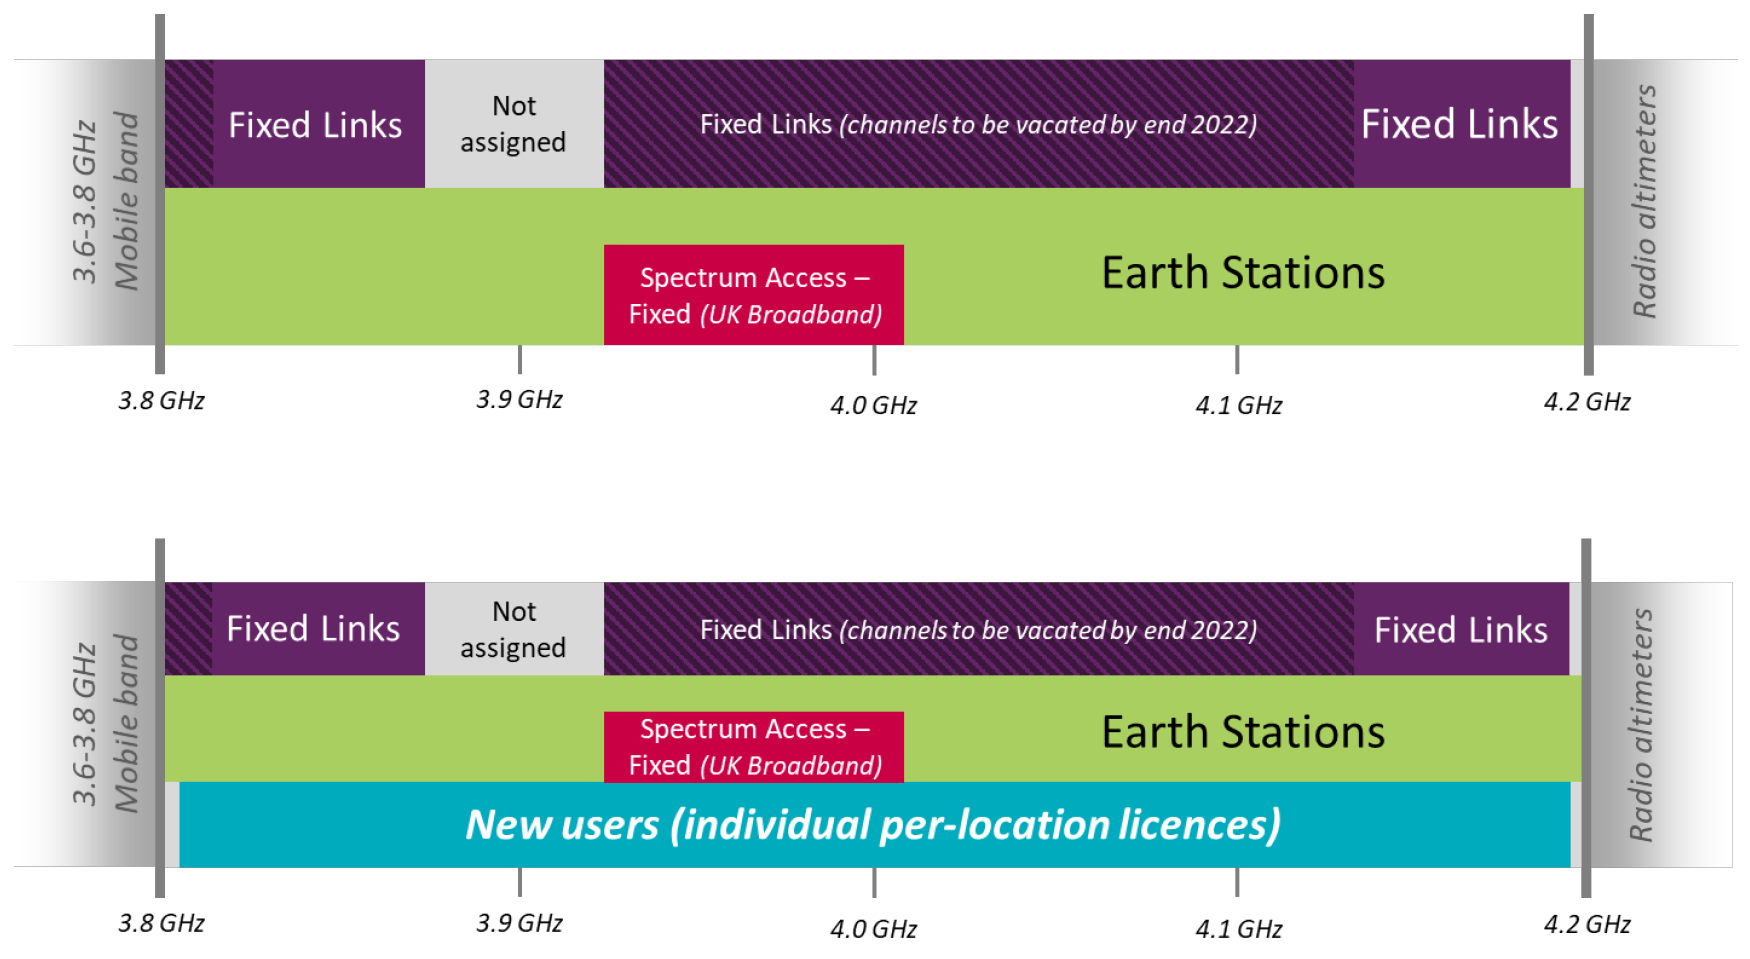 3.6-3.8 GHz
Mobile band
Fixed Links
Not
assigned
Fixed Links (channels to be vacated by end 2022)
Fixed Links
Radio altimeters
Earth Stations
Spectrum Access –
Fixed (UK Broadband)
3.8 GHz
3.9 GHz
4.0 GHz
4.1 GHz
4.2 GHz
3.6-3.8 GHz
Mobile band
Fixed Links
Not
assigned
Fixed Links (channels to be vacated by end 2022)
Fixed Links
Radio altimeters
Earth Stations
Spectrum Access –
Fixed (UK Broadband)
New users (individual per-location licences)
3.8 GHz
3.9 GHz
4.0 GHz
4.1 GHz
4.2 GHz